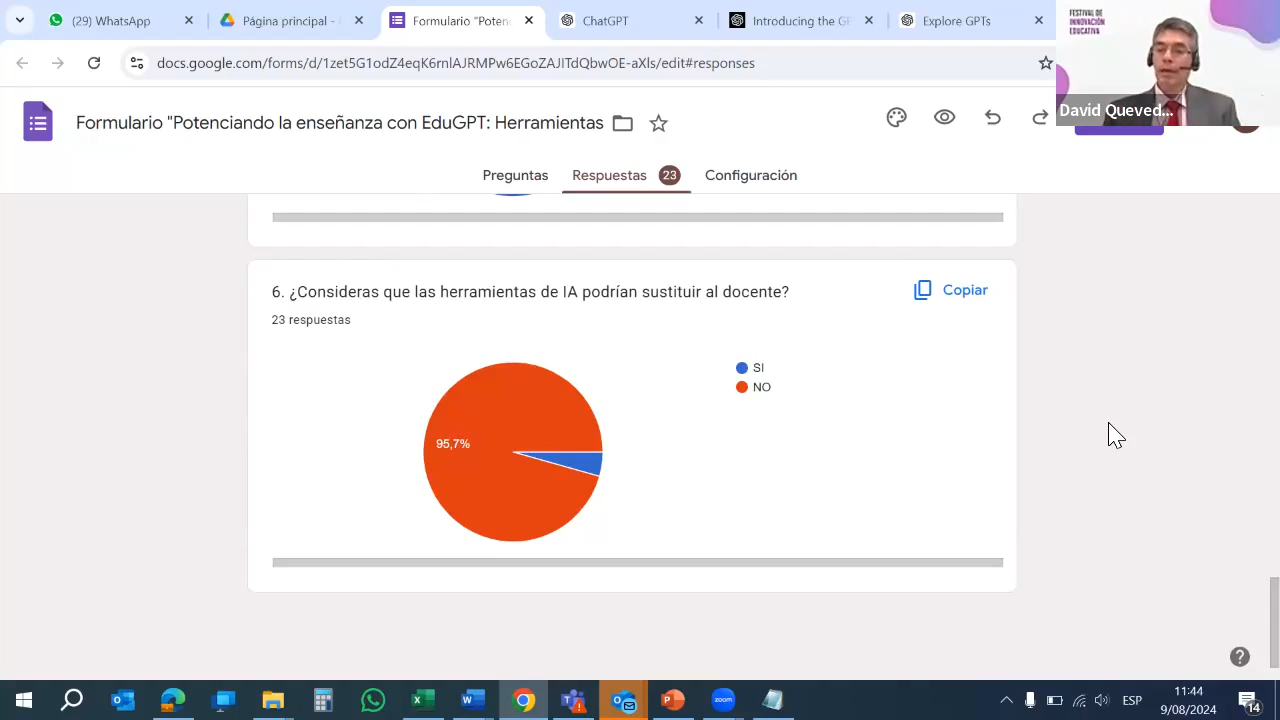 (29) WhatsApp
Página principal -
Formulario "Poten
ChatGPT
Introducing the GP
Explore GPTs
FESTIVAL DE
INNOVACIÓN
EDUCATIVA
David Queved...
docs.google.com/forms/d/1zet5G1odZ4eqK6rnlAJRMPw6EGoZAJITdQbwOE-aXls/edit#responses
Formulario "Potenciando la enseñanza con EduGPT: Herramientas
Preguntas
Respuestas 23
Configuración
6. ¿Consideras que las herramientas de IA podrían sustituir al docente?
Copiar
23 respuestas
SI
NO
95,7%
zoom
ESP
11:44
9/08/2024
14